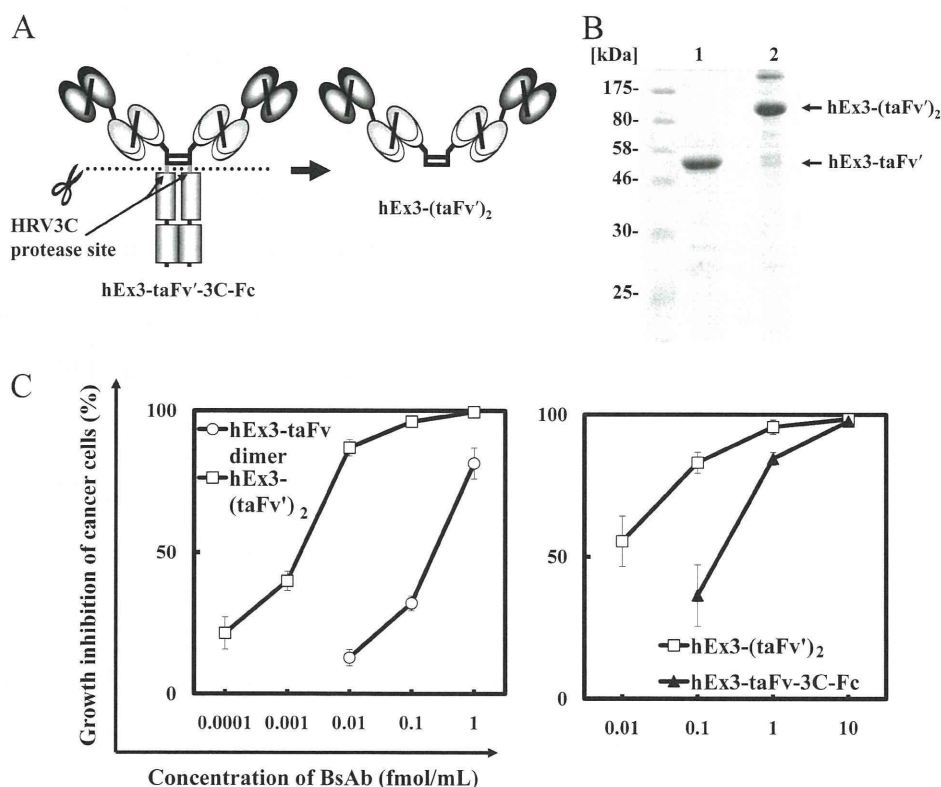 A
HRV3C
protease site
hEx3-taFv'-3C-Fc
hEx3-(taFv')2
B
[kDa] 1 2
175-
80-
58-
46-
30-
25-
hEx3-(taFv')2
hEx3-taFv'
C
Growth inhibition of cancer cells (%)
100
50
0
hEx3-taFv
dimer
hEx3-
(taFv')2
0.0001 0.001 0.01 0.1 1
100
50
0
hEx3-(taFv')2
hEx3-taFv-3C-Fc
0.01 0.1 1 10
Concentration of BsAb (fmol/mL)